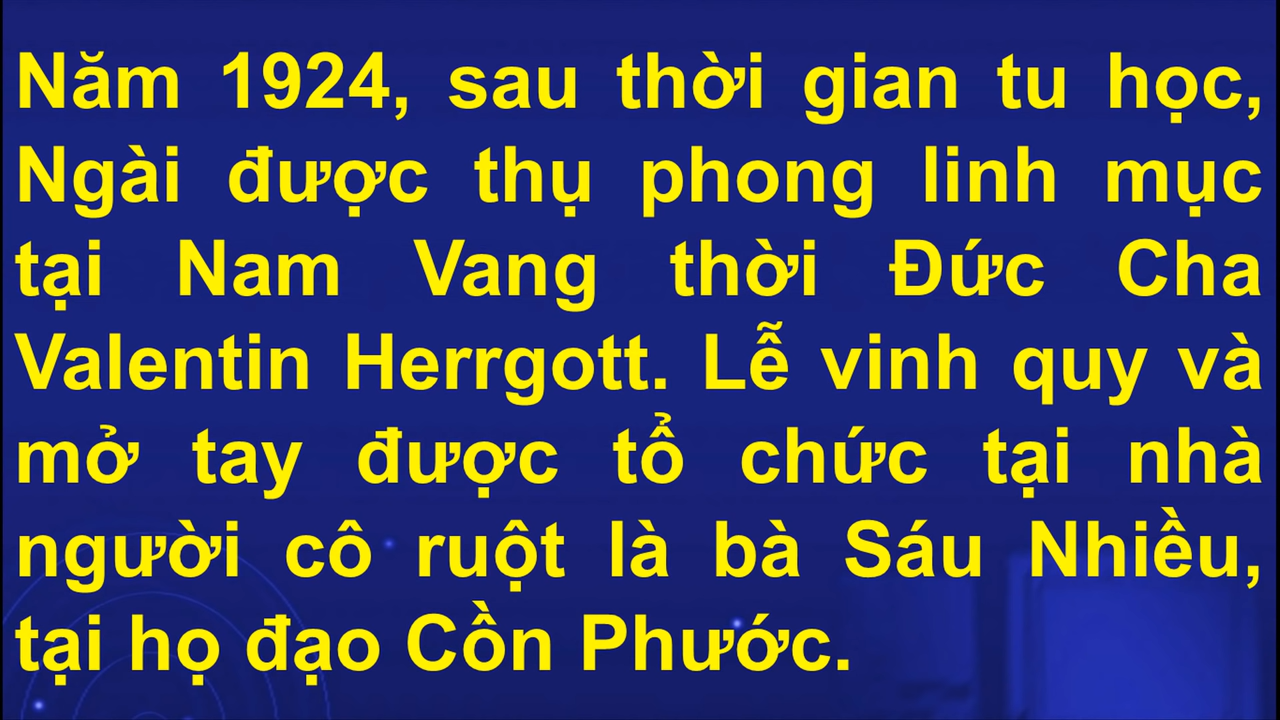 Năm 1924, sau thời gian tu học,
Ngài được thụ phong linh mục
tại Nam Vang thời Đức Cha
Valentin Herrgott. Lễ vinh quy và
mở tay được tổ chức tại nhà
người cô ruột là bà Sáu Nhiều,
tại họ đạo Cồn Phước.